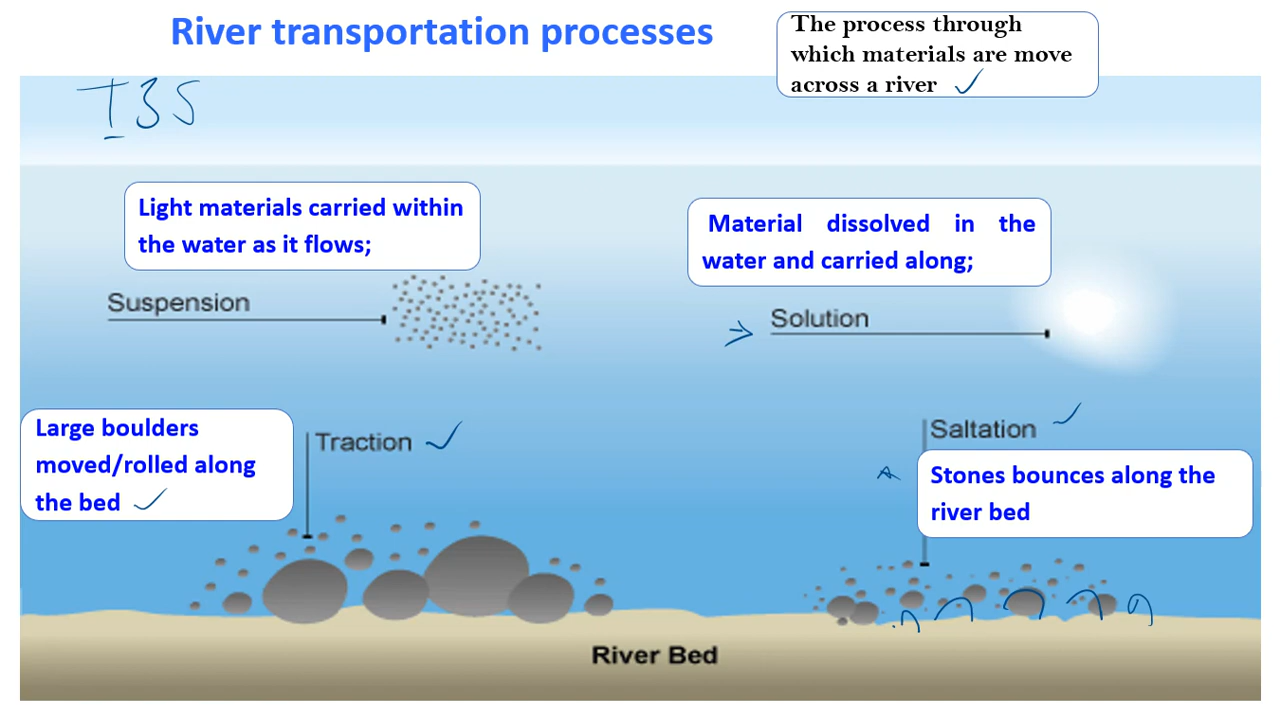 River transportation processes
The process through
which materials are move
across a river
T3S
Light materials carried within
the water as it flows;
Material dissolved in the
water and carried along;
Suspension
Solution
Large boulders
moved/rolled along
the bed
Traction
Saltation
Stones bounces along the
river bed
River Bed